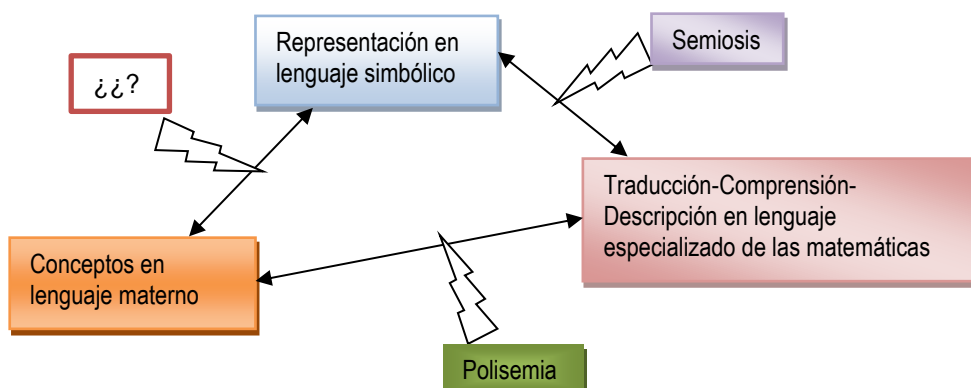 Representación en
lenguaje simbólico
Semiosis
¿¿?
Traducción-Comprensión-
Descripción en lenguaje
especializado de las matemáticas
Conceptos en
lenguaje materno
Polisemia